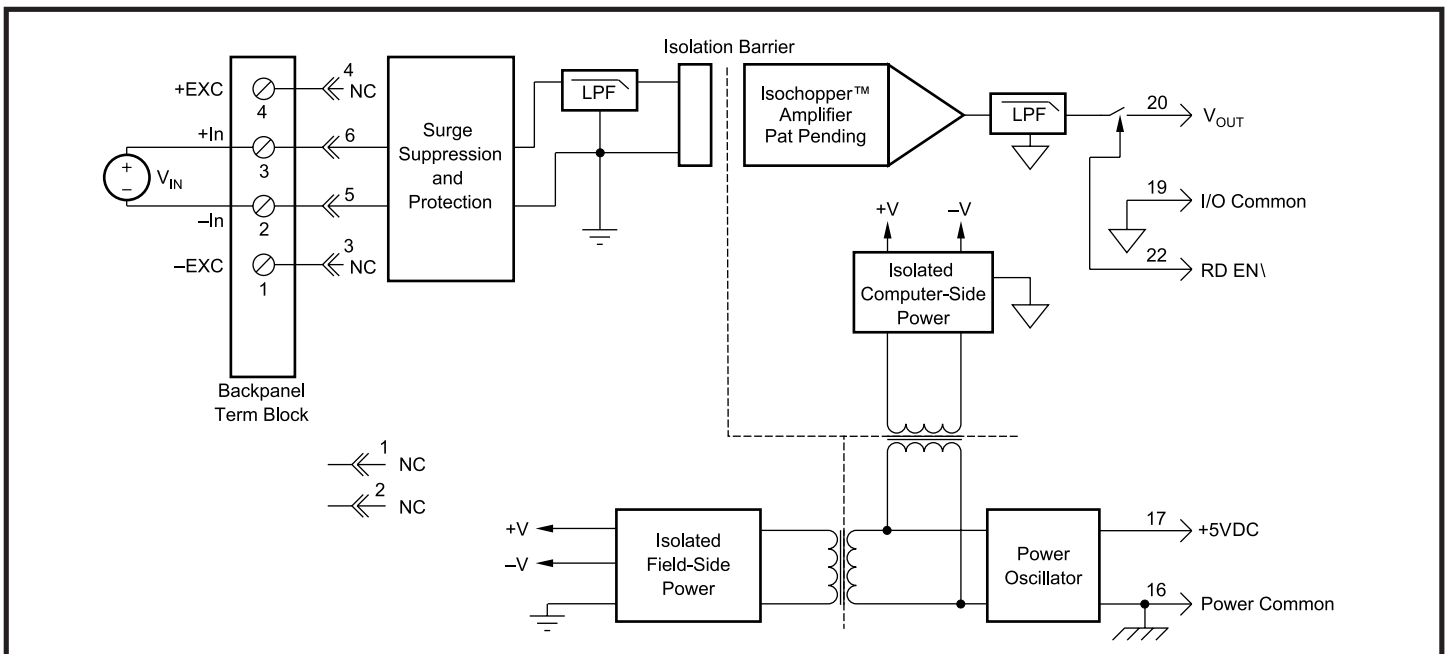 Isolation Barrier
+EXC
4
4
NC
+In
3
6
+
–
V_IN
–In
2
5
–EXC
1
3
NC
Backpanel
Term Block
Surge
Suppression
and
Protection
LPF
Isochopper™
Amplifier
Pat Pending
LPF
20
V_OUT
19
I/O Common
22
RD EN\
+V
–V
Isolated
Computer-Side
Power
1
NC
2
NC
+V
–V
Isolated
Field-Side
Power
Power
Oscillator
17
+5VDC
16
Power Common